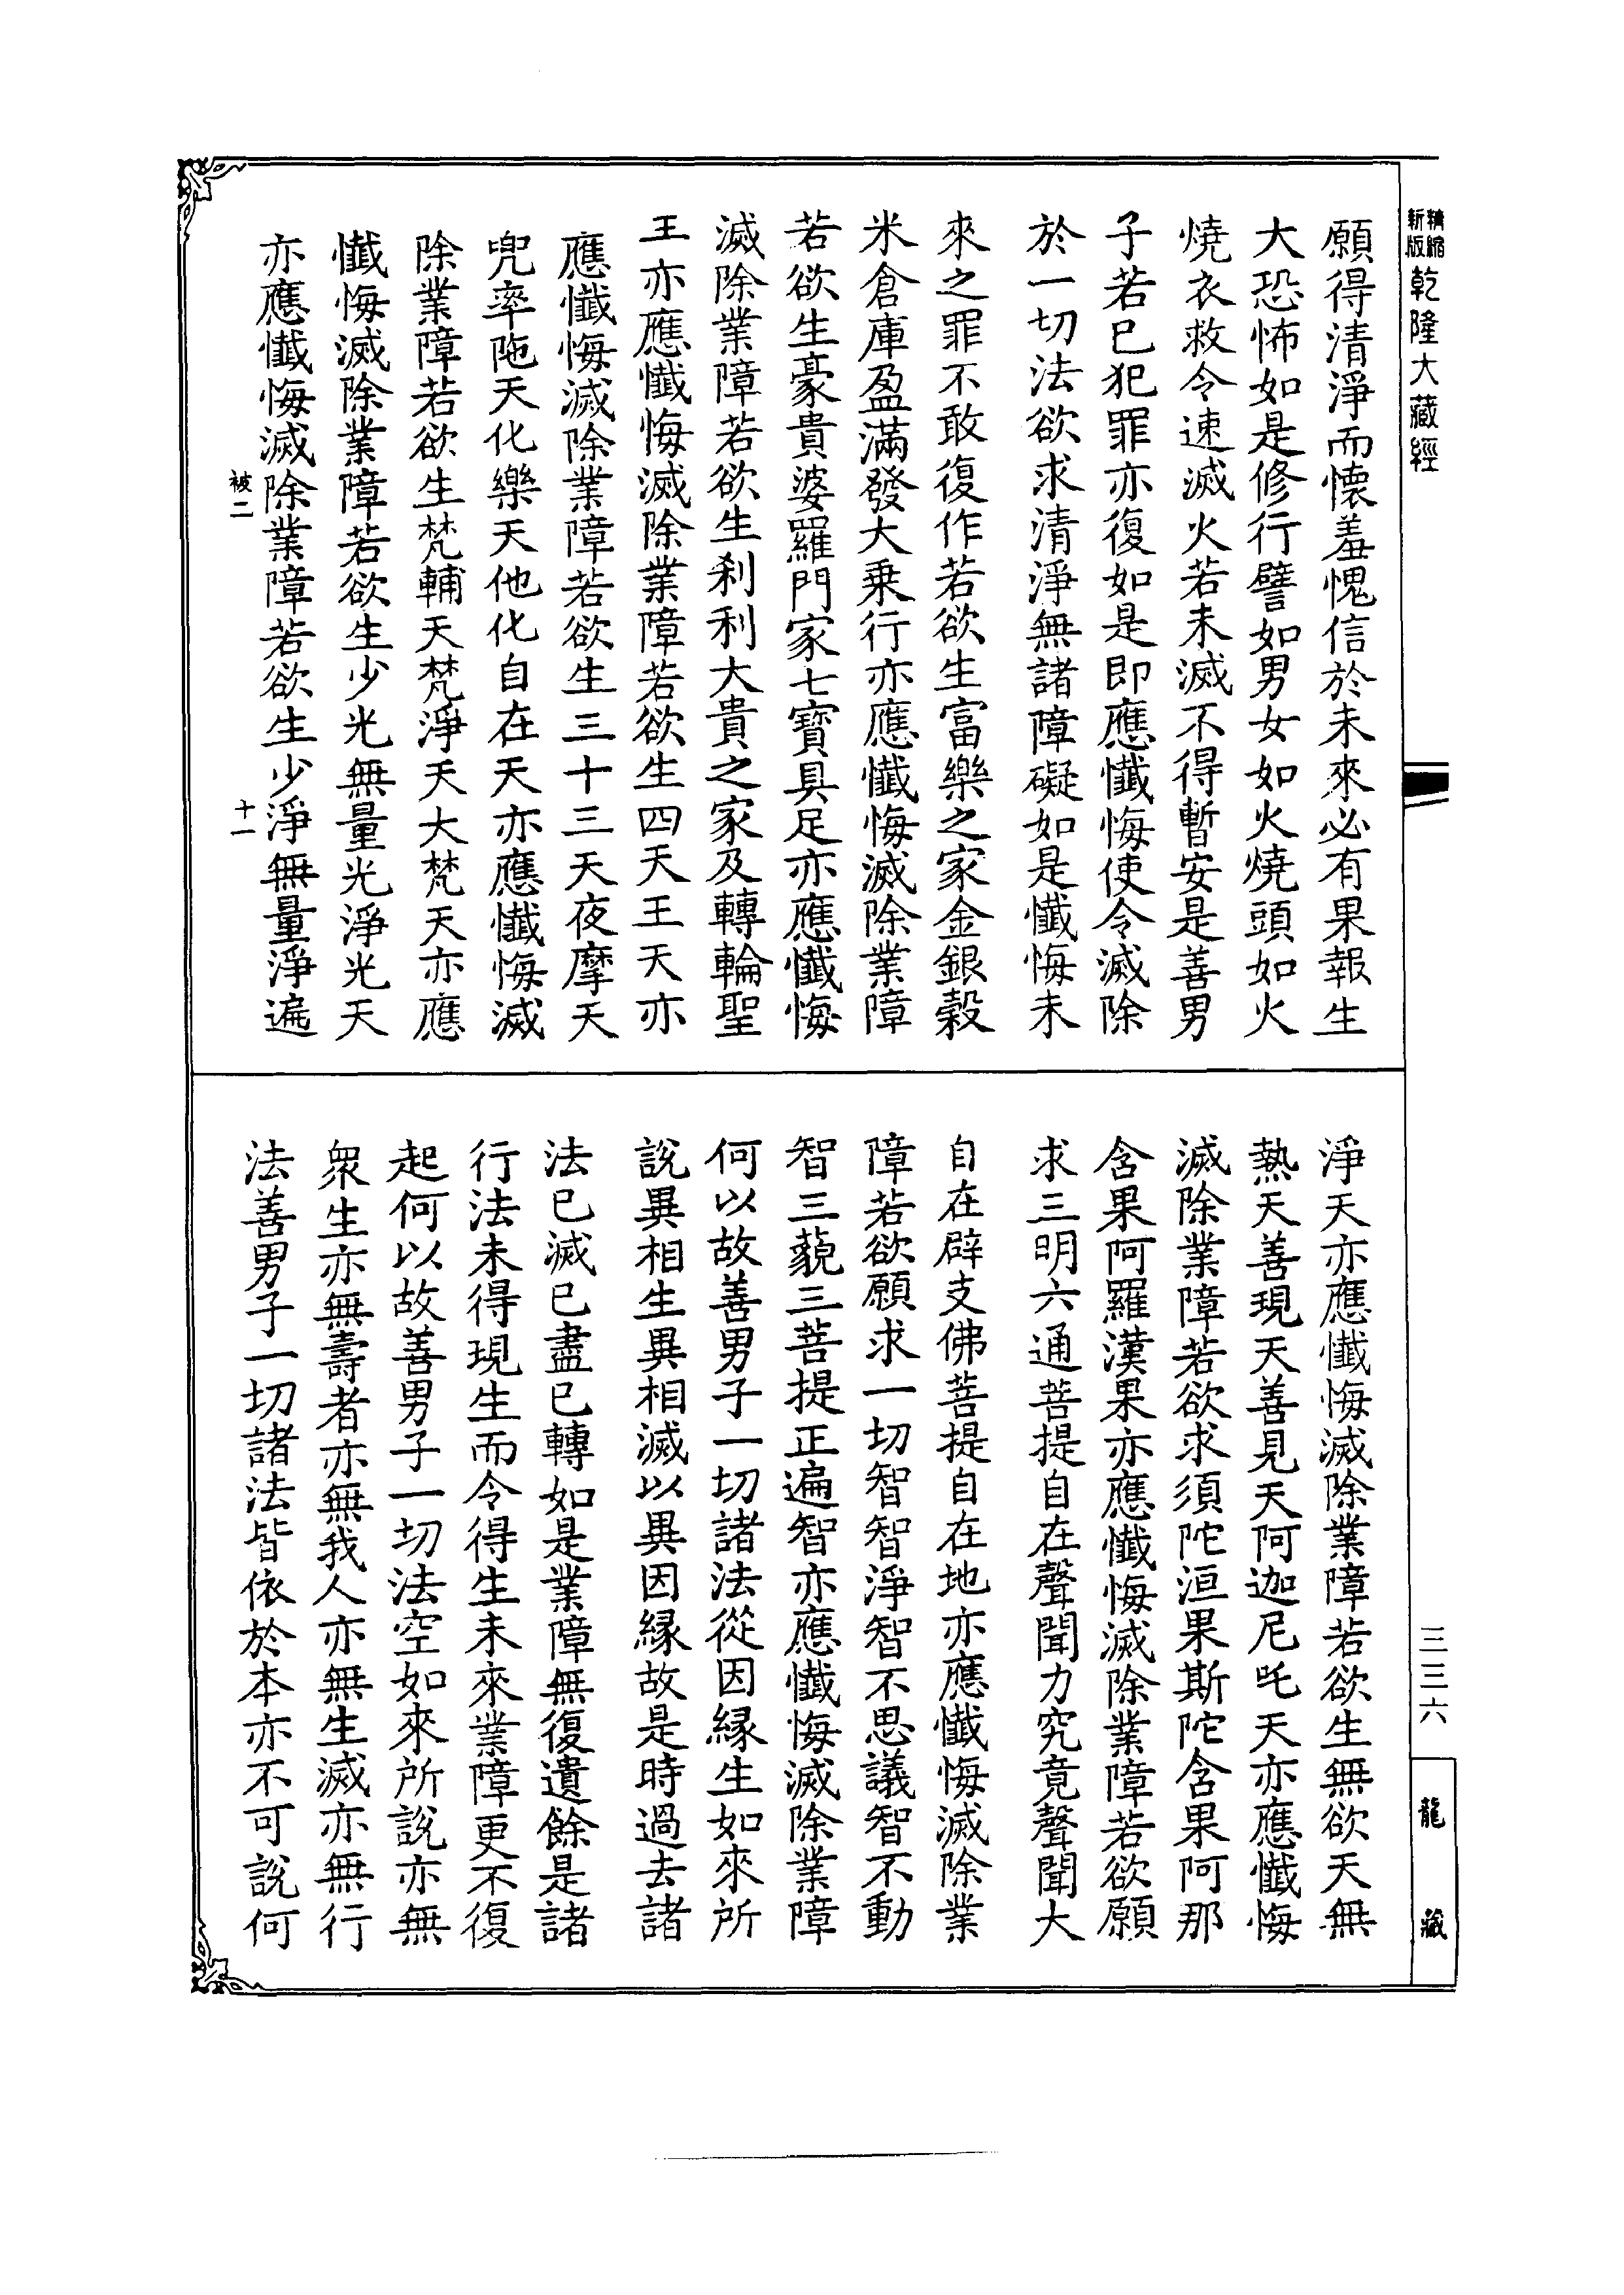 精縮新版乾隆大藏經
願得清淨而懷羞愧信於未來必有果報生
大恐怖如是修行譬如男女如火燒頭如火
燒衣救令速滅火若未滅不得暫安是善男
子若已犯罪亦復如是即應懺悔使令滅除
於一切法欲求清淨無諸障礙如是懺悔未
來之罪不敢復作若欲生富樂之家金銀穀
米倉庫盈滿發大乘行亦應懺悔滅除業障
若欲生豪貴婆羅門家七寶具足亦應懺悔
滅除業障若欲生剎利大貴之家及轉輪聖
王亦應懺悔滅除業障若欲生四天王天亦
應懺悔滅除業障若欲生三十三天夜摩天
兜率陁天化樂天他化自在天亦應懺悔滅
除業障若欲生梵輔天梵淨天大梵天亦應
懺悔滅除業障若欲生少光無量光淨光天
亦應懺悔滅除業障若欲生少淨無量淨遍
被二
十一
淨天亦應懺悔滅除業障若欲生無欲天無
熱天善現天善見天阿迦尼吒天亦應懺悔
滅除業障若欲求須陀洹果斯陀含果阿那
含果阿羅漢果亦應懺悔滅除業障若欲願
求三明六通菩提自在聲聞力究竟聲聞大
自在辟支佛菩提自在地亦應懺悔滅除業
障若欲願求一切智智淨智不思議智不動
智三藐三菩提正遍智亦應懺悔滅除業障
何以故善男子一切諸法從因緣生如來所
說異相生異相滅以異因緣故是時過去諸
法已滅已盡已轉如是業障無復遺餘是諸
行法未得現生而令得生未來業障更不復
起何以故善男子一切法空如來所說亦無
衆生亦無壽者亦無我人亦無生滅亦無行
法善男子一切諸法皆依於本亦不可說何
三三六
龍藏